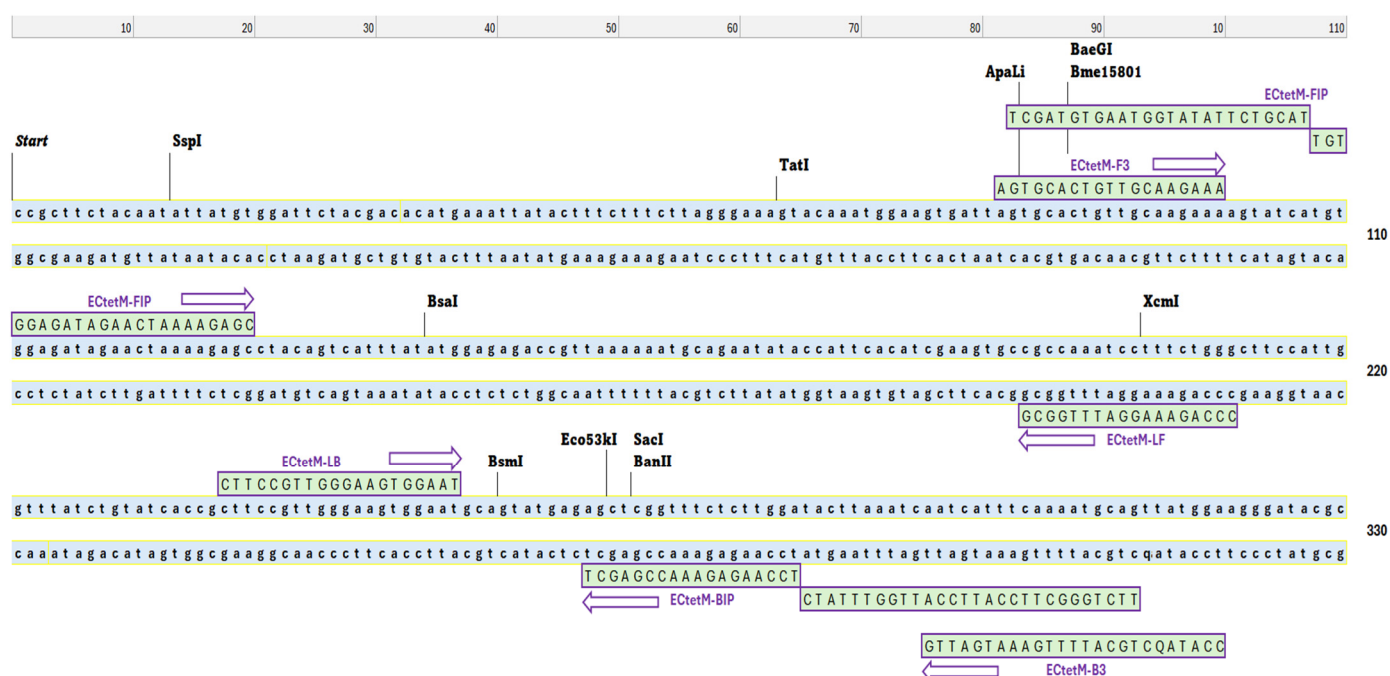 10 20 30 40 50 60 70 80 90 10 110
BaeGI
ApaLi Bme15801
ECtetM-FIP
TCGATGTGAATGGTATATTCTGCAT
Start SspI TGT
TatI ECtetM-F3
AGTGCACTGTTGCAAGAAA
ccgcttctacaatattatgtggattctacgacacatgaaattatactttctttcttagggaaagtacaaatggaagtgattagtgcactgttgcaagaaaagtatcatgt
110
ggcgaagatgttataatacacctaagatgctgtgtactttaatatgaaagaaagaatccctttcatgtttaccttcactaatcacgtgacaacgttcttttcatagtaca
ECtetM-FIP BsaI XcmI
GGAGATAGAACTAAAAGAGC
ggagatagaactaaaagagcctacagtcatttatatggagagaccgttaaaaaatgcagaatataccattcacatcgaagtgccgccaaatcctttctgggcttccattg
220
cctctatcttgattttctcggatgtcagtaaatatacctctctggcaattttttacgtcttatatggtaagtgtagcttcacggcggtttaggaaagacccgaaggtaac
GCGGTTTAGGAAAGACCC
ECtetM-LF
Eco53kI SacI
ECtetM-LB BsmI BanII
CTTCCGTTGGGAAGTGGAAT
gtttatctgtatcaccgcttccgttgggaagtggaatgcagtatgagagctcggtttctcttggatacttaaatcaatcatttcaaaatgcagttatggaagggatacgc
330
caaatagacatagtggcgaaggcaacccttcaccttacgtcatactctcgagccaaagagaacctatgaatttagttagtaaagttttacgtcqataccttccctatgcg
TCGAGCCAAAGAGAACCT
ECtetM-BIP CTATTTGGTTACCTTACCTTCGGGTCTT
GTTAGTAAAGTTTTACGTCQATACC
ECtetM-B3